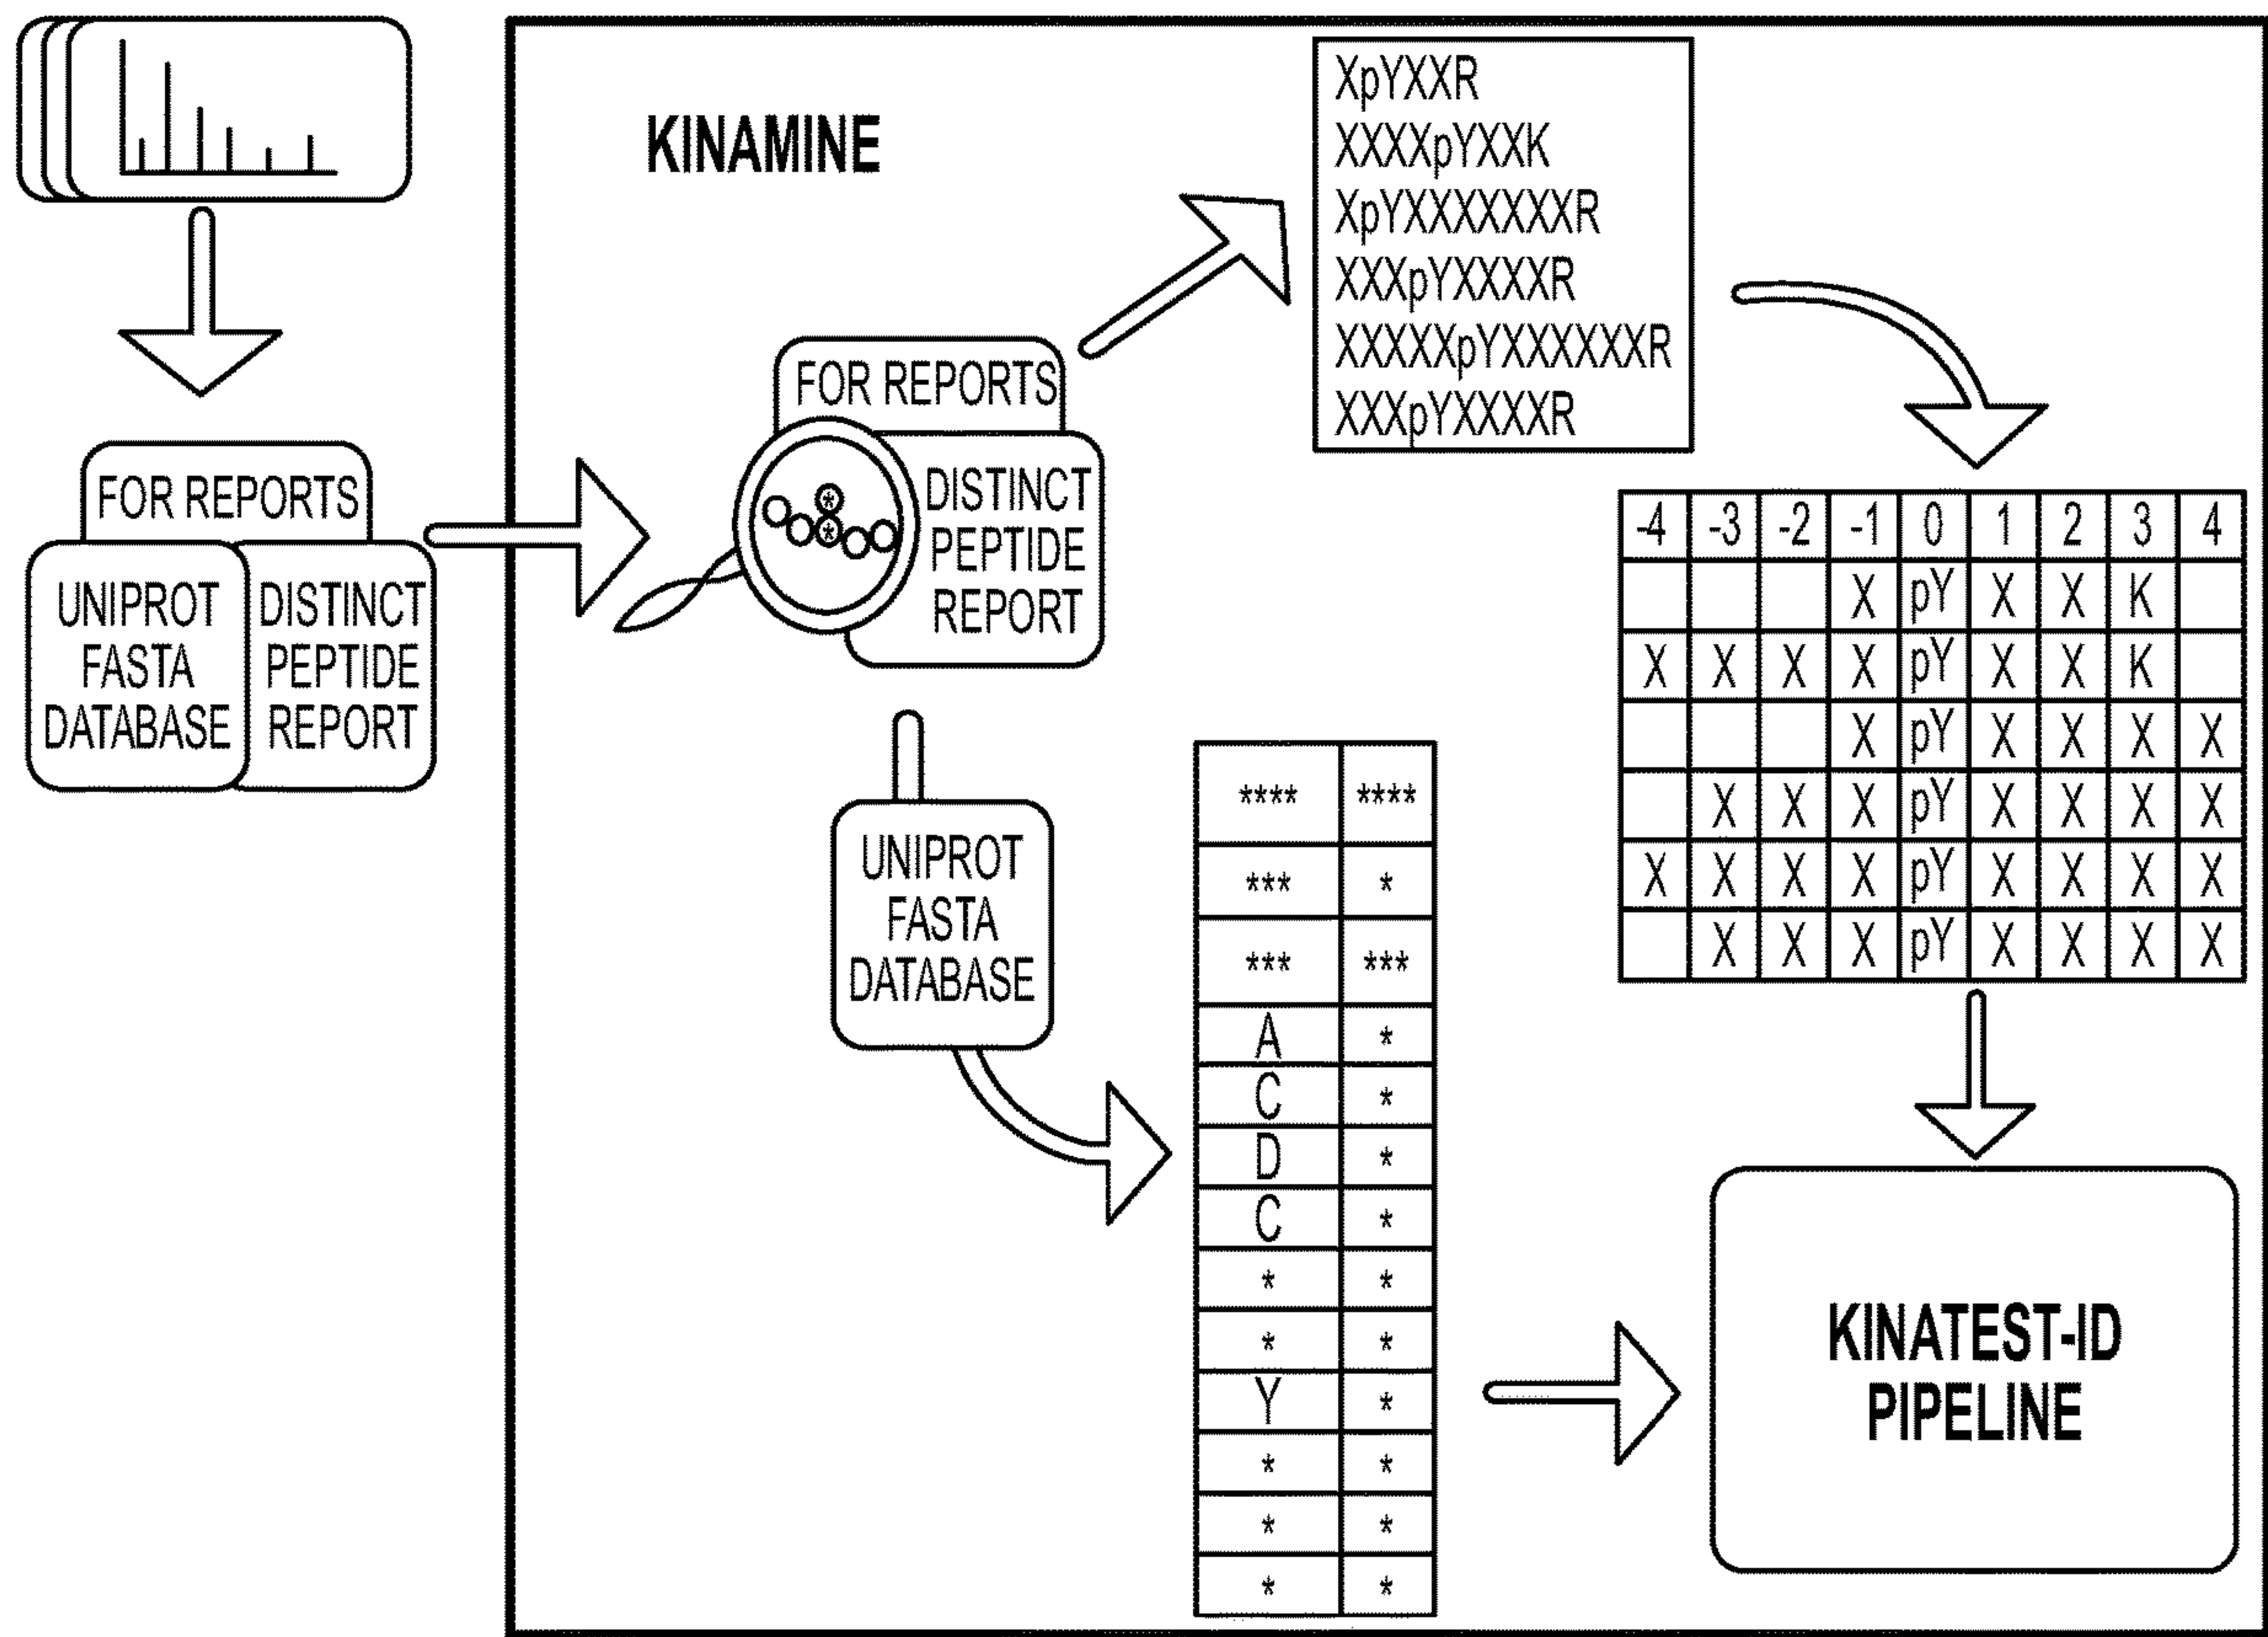 KINAMINE
FOR REPORTS
UNIPROT
FASTA
DATABASE
DISTINCT
PEPTIDE
REPORT
FOR REPORTS
DISTINCT
PEPTIDE
REPORT
XpYXXR
XXXXpYXXK
XpYXXXXXXXR
XXXpYXXXXR
XXXXXpYXXXXXXR
XXXpYXXXXR
-4 -3 -2 -1 0 1 2 3 4
X pY X X K
X X X X pY X X K
X pY X X X X
X X X pY X X X X
X X X X pY X X X X
X X X pY X X X X
UNIPROT
FASTA
DATABASE
**** ****
*** *
*** ***
A *
C *
D *
C *
* *
* *
Y *
* *
* *
* *
KINATEST-ID
PIPELINE